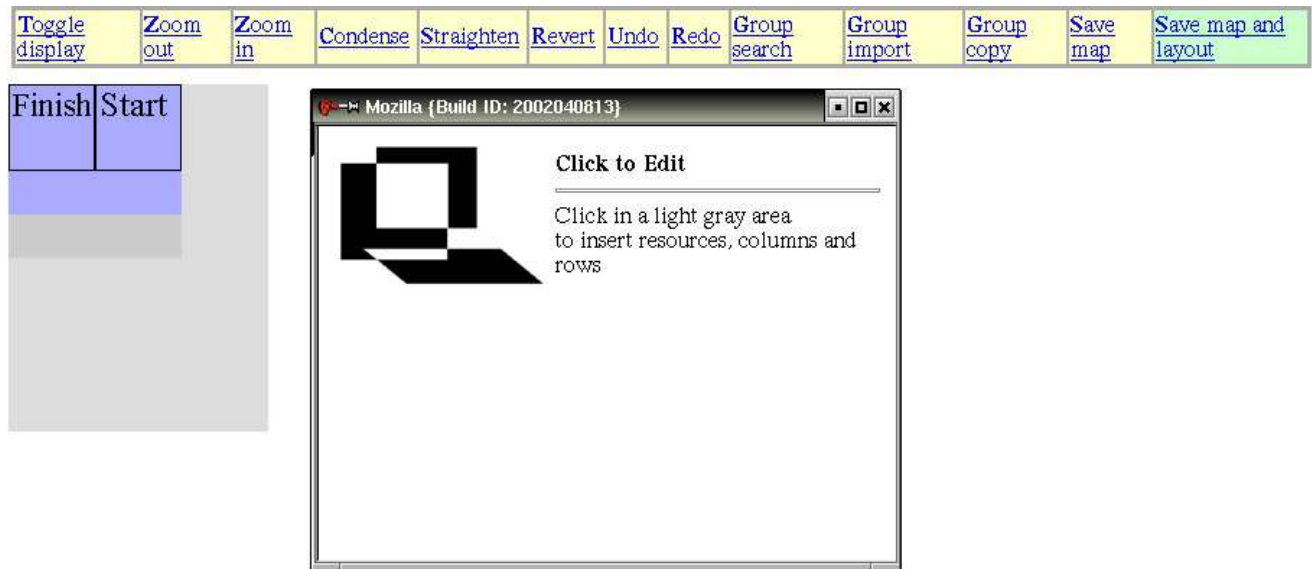 Toggle display Zoom out Zoom in Condense Straighten Revert Undo Redo Group search Group import Group copy Save map Save map and layout
Finish Start
Mozilla {Build ID: 2002040813}
Click to Edit
Click in a light gray area
to insert resources, columns and
rows